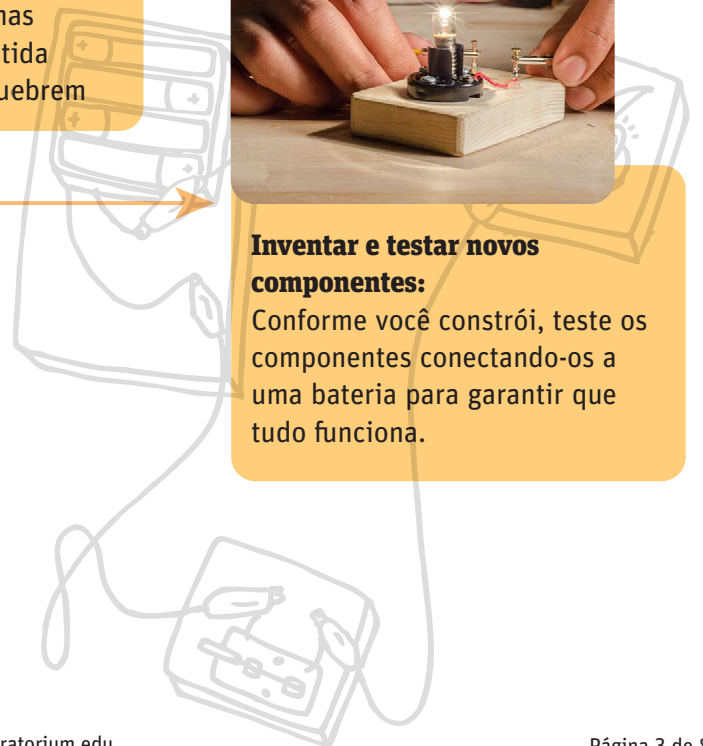 tida
uebrem
Inventar e testar novos
componentes:
Conforme você constrói, teste os
componentes conectando-os a
uma bateria para garantir que
tudo funciona.
ratorium.edu
Página 3 de